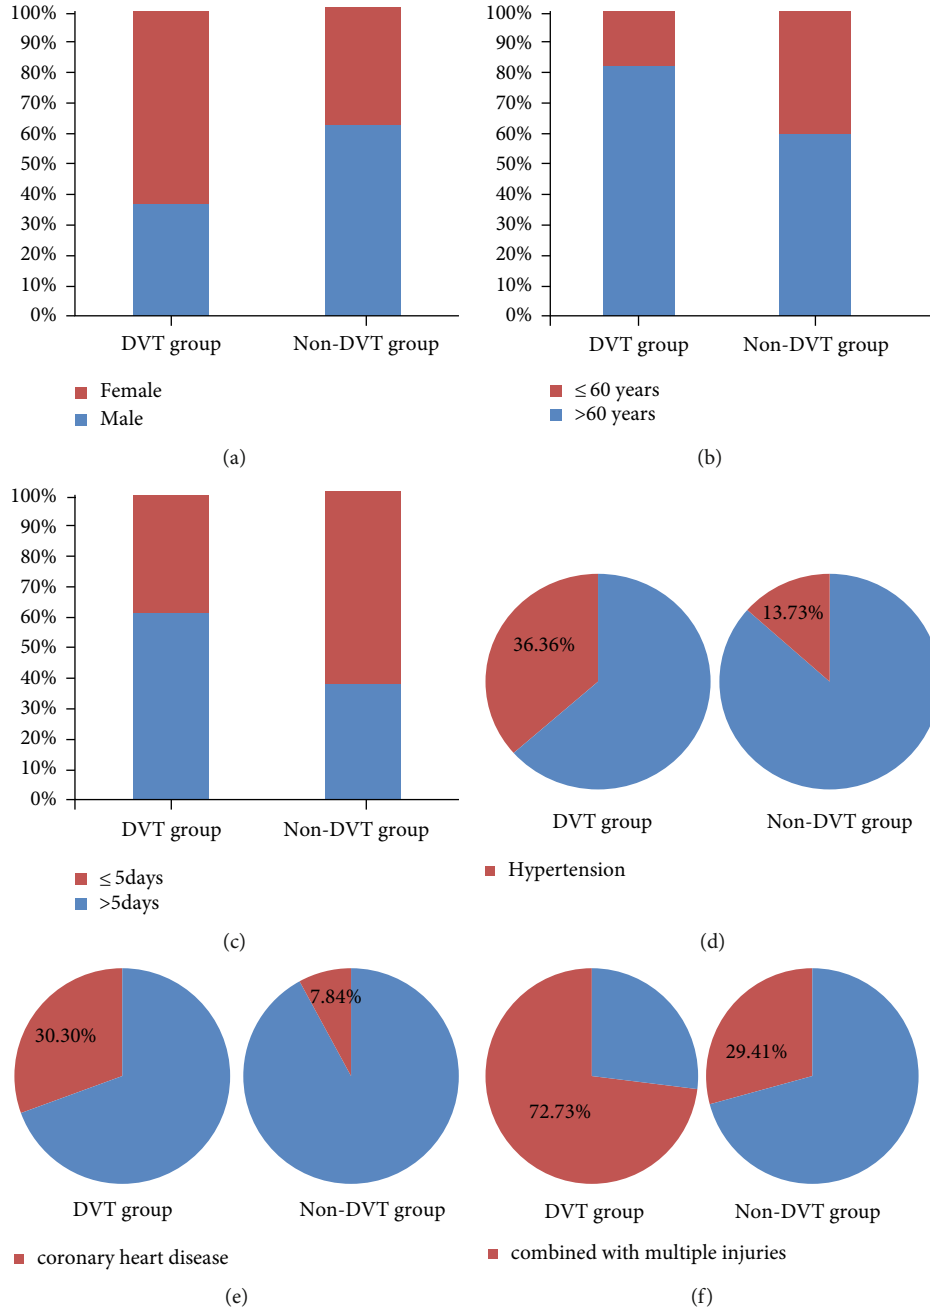 100%
90%
80%
70%
60%
50%
40%
30%
20%
10%
0%
DVT group Non-DVT group
Female
Male
(a)
100%
90%
80%
70%
60%
50%
40%
30%
20%
10%
0%
DVT group Non-DVT group
≤ 60 years
>60 years
(b)
100%
90%
80%
70%
60%
50%
40%
30%
20%
10%
0%
DVT group Non-DVT group
≤ 5days
>5days
(c)
36.36% 13.73%
DVT group Non-DVT group
Hypertension
(d)
30.30% 7.84%
DVT group Non-DVT group
coronary heart disease
(e)
72.73% 29.41%
DVT group Non-DVT group
combined with multiple injuries
(f)